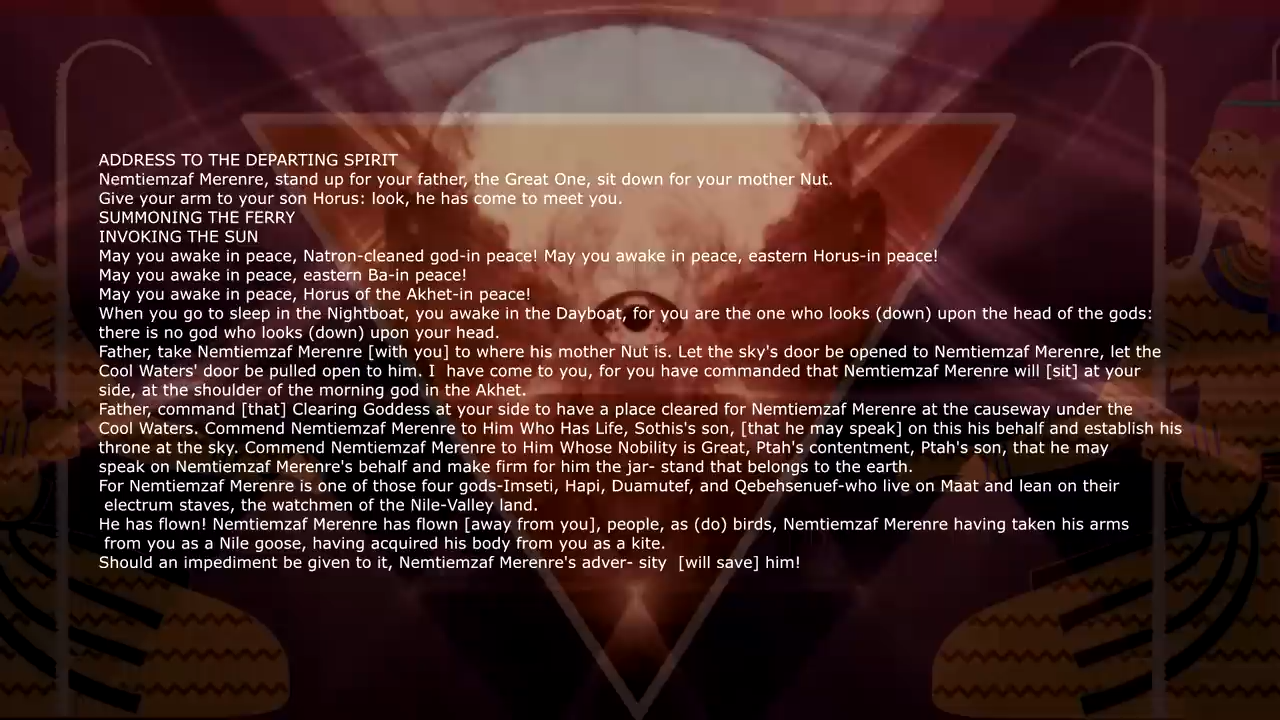 ADDRESS TO THE DEPARTING SPIRIT
Nemtiemzaf Merenre, stand up for your father, the Great One, sit down for your mother Nut.
Give your arm to your son Horus: look, he has come to meet you.
SUMMONING THE FERRY
INVOKING THE SUN
May you awake in peace, Natron-cleaned god-in peace! May you awake in peace, eastern Horus-in peace!
May you awake in peace, eastern Ba-in peace!
May you awake in peace, Horus of the Akhet-in peace!
When you go to sleep in the Nightboat, you awake in the Dayboat, for you are the one who looks (down) upon the head of the gods:
there is no god who looks (down) upon your head.
Father, take Nemtiemzaf Merenre [with you] to where his mother Nut is. Let the sky's door be opened to Nemtiemzaf Merenre, let the
Cool Waters' door be pulled open to him. I  have come to you, for you have commanded that Nemtiemzaf Merenre will [sit] at your
side, at the shoulder of the morning god in the Akhet.
Father, command [that] Clearing Goddess at your side to have a place cleared for Nemtiemzaf Merenre at the causeway under the
Cool Waters. Commend Nemtiemzaf Merenre to Him Who Has Life, Sothis's son, [that he may speak] on this his behalf and establish his
throne at the sky. Commend Nemtiemzaf Merenre to Him Whose Nobility is Great, Ptah's contentment, Ptah's son, that he may
speak on Nemtiemzaf Merenre's behalf and make firm for him the jar- stand that belongs to the earth.
For Nemtiemzaf Merenre is one of those four gods-Imseti, Hapi, Duamutef, and Qebehsenuef-who live on Maat and lean on their
electrum staves, the watchmen of the Nile-Valley land.
He has flown! Nemtiemzaf Merenre has flown [away from you], people, as (do) birds, Nemtiemzaf Merenre having taken his arms
from you as a Nile goose, having acquired his body from you as a kite.
Should an impediment be given to it, Nemtiemzaf Merenre's adver- sity  [will save] him!